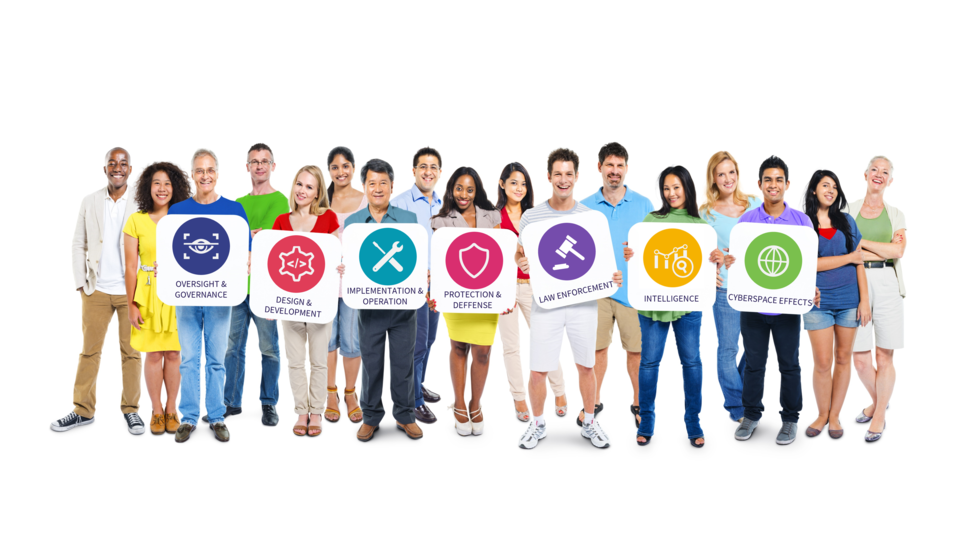 OVERSIGHT &
GOVERNANCE
DESIGN &
DEVELOPMENT
IMPLEMENTATION &
OPERATION
PROTECTION &
DEFFENSE
LAW ENFORCEMENT
INTELLIGENCE
CYBERSPACE EFFECTS